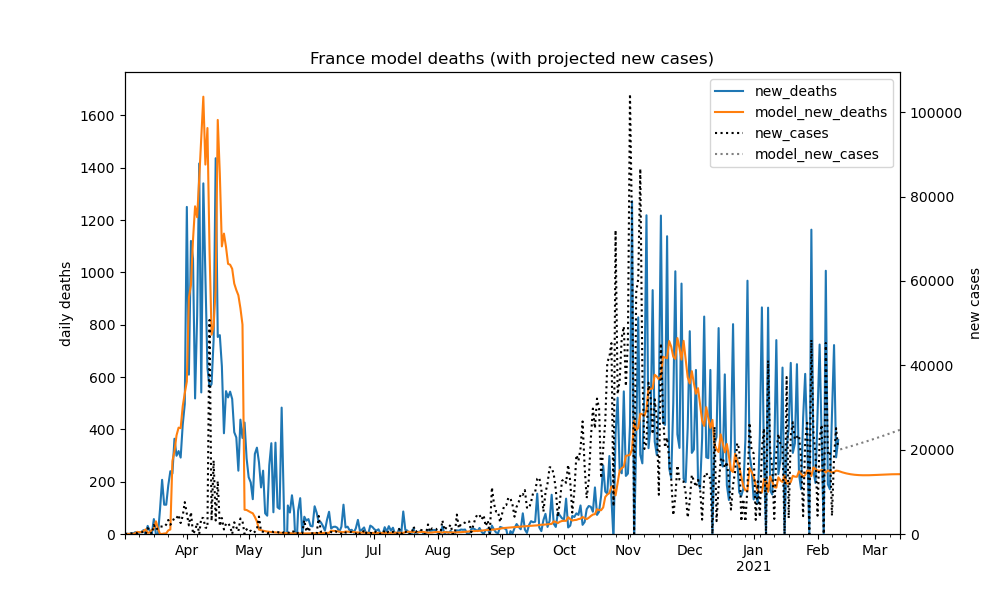 France model deaths (with projected new cases)
new_deaths
model_new_deaths
new_cases
model_new_cases
daily deaths
1600
1400
1200
1000
800
600
400
200
0
100000
80000
60000
40000
20000
0
new cases
Apr May Jun Jul Aug Sep Oct Nov Dec Jan Feb Mar
2021